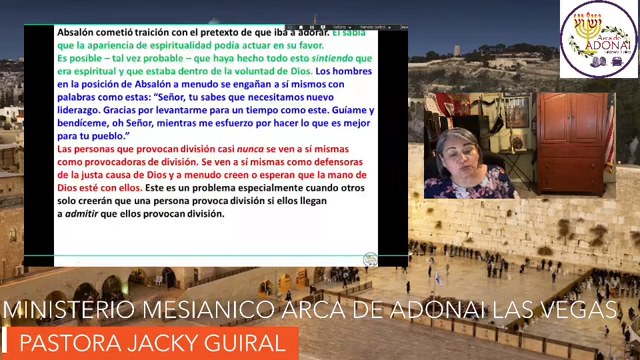 Absalón cometió traición con el pretexto de que iba a adorar. El sabía
que la apariencia de espiritualidad podía actuar en su favor.
Es posible – tal vez probable – que haya hecho todo esto sintiendo que
era espiritual y que estaba dentro de la voluntad de Dios. Los hombres
en la posición de Absalón a menudo se engañan a sí mismos con
palabras como estas: “Señor, tu sabes que necesitamos nuevo
liderazgo. Gracias por levantarme para un tiempo como este. Guíame y
bendíceme, oh Señor, mientras me esfuerzo por hacer lo que es mejor
para tu pueblo.”
Las personas que provocan división casi nunca se ven a sí mismas
como provocadoras de división. Se ven a sí mismas como defensoras
de la justa causa de Dios y a menudo creen o esperan que la mano de
Dios esté con ellos. Este es un problema especialmente cuando otros
solo creerán que una persona provoca división si ellos llegan
a admitir que ellos provocan división.
Arca de
ADONAI
MINISTERIO MESIANICO ARCA DE ADONAI LAS VEGAS
PASTORA JACKY GUIRAL